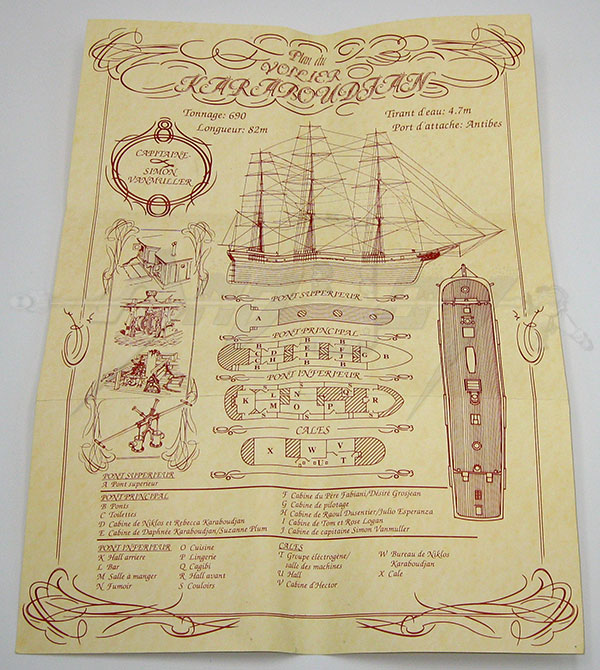 Plan du
VOILIER
KARABOUDJAN
Tonnage: 690
Longueur: 82m
Tirant d'eau: 4.7m
Port d'attache: Antibes
CAPITAINE
SIMON
VANMULLER
PONT SUPERIEUR
A
PONT PRINCIPAL
B B B B
C D E F G B
C H I J
B B B B
PONT INFERIEUR
S S
K L N Q R
M O P
S S
CALES
X W V
U T
PONT SUPERIEUR
A Pont superieur
PONT PRINCIPAL
B Ponts
C Toilettes
D Cabine de Niklos et Rebecca Karaboudjan
E Cabine de Daphnée Karaboudjan/Suzanne Plum
F Cabine du Père Fabiani/Désiré Grosjean
G Cabine de pilotage
H Cabine de Raoul Dusentier/Julio Esperanza
I Cabine de Tom et Rose Logan
J Cabine de capitaine Simon Vanmuller
PONT INFERIEUR
K Hall arriere
L Bar
M Salle a manger
N Fumoir
O Cuisine
P Lingerie
Q Cagibi
R Hall avant
S Couloirs
CALES
T Groupe éléctrogène/
salle des machines
U Hall
V Cabine d'Hector
W Bureau de Niklos
Karaboudjan
X Cale